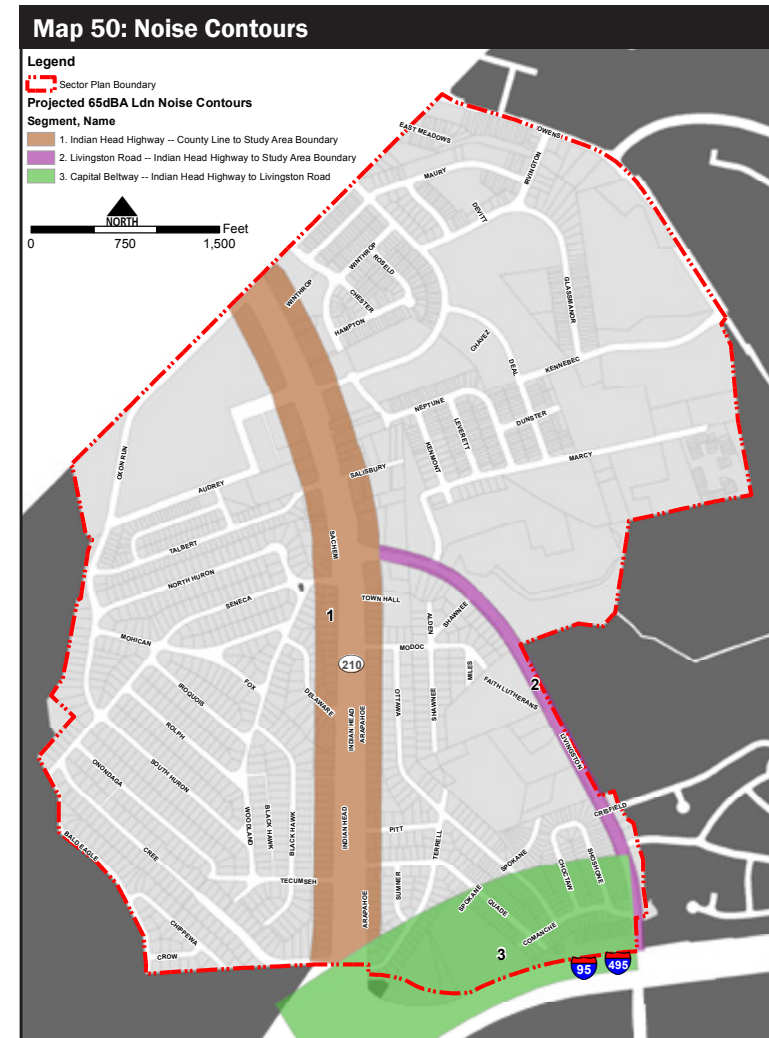 Map 50: Noise Contours
Legend
Sector Plan Boundary
Projected 65dBA Ldn Noise Contours
Segment, Name
1. Indian Head Highway -- County Line to Study Area Boundary
2. Livingston Road -- Indian Head Highway to Study Area Boundary
3. Capital Beltway -- Indian Head Highway to Livingston Road
NORTH
Feet
0 750 1,500
EAST MEADOWS
OWENS
MAURY
IRVINGTON
DEVITT
WINTHROP
ROSELD
WINTHROP
CHESTER
HAMPTON
GLASSMANOR
CHAVEZ
DEAL
KENNEBEC
NEPTUNE
LEVERETT
DUNSTER
KENMONT
MARCY
OXON RUN
SALISBURY
AUDREY
SACHEM
TALBERT
NORTH HURON
SENECA
TOWN HALL
1
ALDEN
SHAWNEE
MOHICAN
MODOC
210
MILES
FAITH LUTHERANS
2
FOX
IROQUOIS
DELAWARE
OTTAWA
SHAWNEE
INDIAN HEAD
ARAPAHOE
ROLPH
LIVINGSTON
SOUTH HURON
ONONDAGA
CRISFIELD
WOODLAND
BLACK HAWK
BLACK HAWK
INDIAN HEAD
PITT
TERRELL
BALD EAGLE
CREE
SPOKANE
SHOSHONE
CHOCTAW
TECUMSEH
SUMNER
SPOKANE
QUADE
ARAPAHOE
CHIPPEWA
COMANCHE
CROW
3
95
495